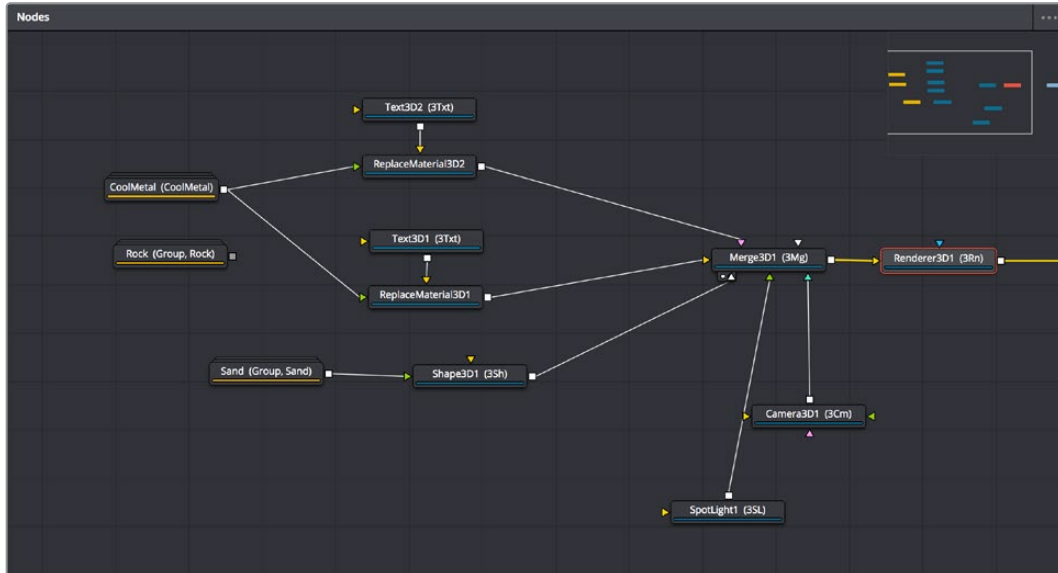 Nodes
Text3D2 (3Txt)
ReplaceMaterial3D2
CoolMetal (CoolMetal)
Text3D1 (3Txt)
Rock (Group, Rock)
Merge3D1 (3Mg)
Renderer3D1 (3Rn)
ReplaceMaterial3D1
Sand (Group, Sand)
Shape3D1 (3Sh)
Camera3D1 (3Cm)
SpotLight1 (3SL)